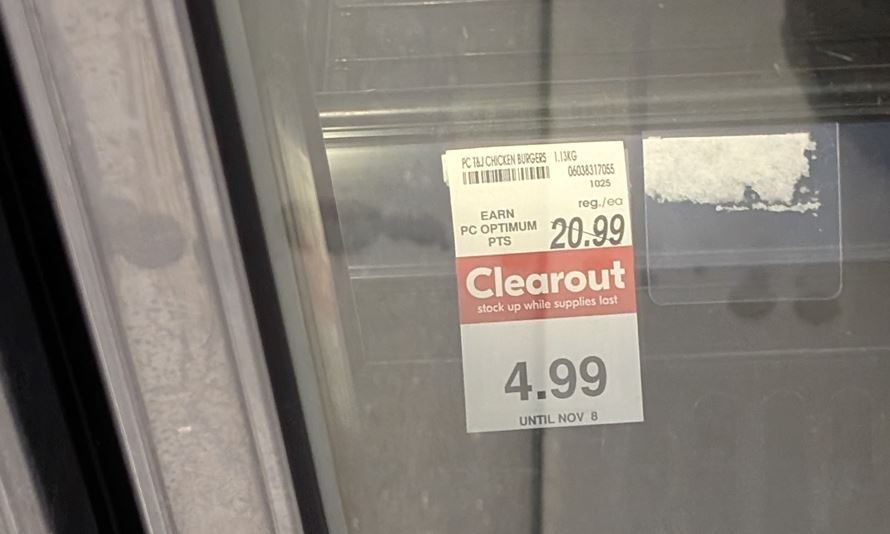 PC T&J CHICKEN BURGERS 1.13KG
06038317055
1025
reg./ea
EARN
PC OPTIMUM
PTS
20.99
Clearout
stock up while supplies last
4.99
UNTIL NOV 8